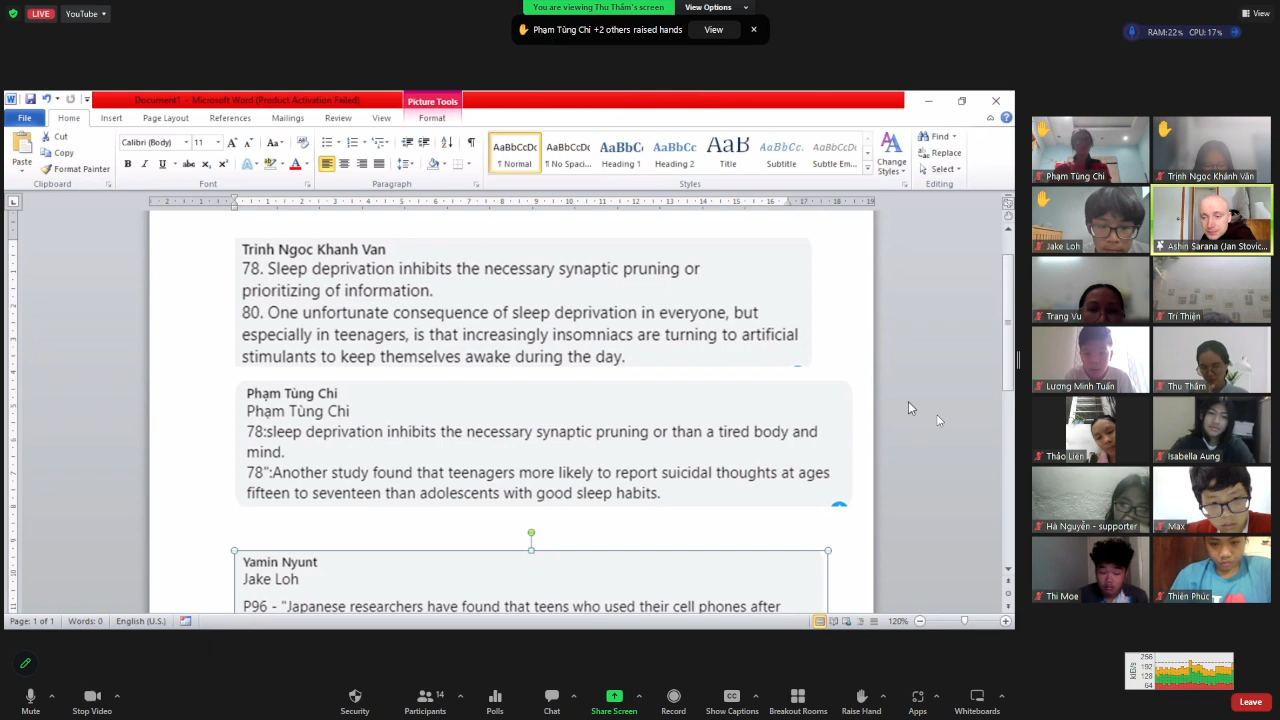 LIVE
YouTube
You are viewing Thu Thắm's screen
View Options
View
Phạm Tùng Chi +2 others raised hands
View
RAM:22% CPU:17%
Document1 - Microsoft Word (Product Activation Failed)
Picture Tools
File
Home
Insert
Page Layout
References
Mailings
Review
View
Format
Paste
Cut
Copy
Format Painter
Clipboard
Calibri (Body)
11
Font
Paragraph
AaBbCcDc
¶ Normal
AaBbCcDc
¶ No Spaci...
AaBbC
Heading 1
AaBbCc
Heading 2
AaB
Title
AaBbCc.
Subtitle
AaBbCcDc
Subtle Em...
Change
Styles
Styles
Find
Replace
Select
Editing
Trinh Ngoc Khanh Van
78. Sleep deprivation inhibits the necessary synaptic pruning or
prioritizing of information.
80. One unfortunate consequence of sleep deprivation in everyone, but
especially in teenagers, is that increasingly insomniacs are turning to artificial
stimulants to keep themselves awake during the day.
Phạm Tùng Chi
Phạm Tùng Chi
78:sleep deprivation inhibits the necessary synaptic pruning or than a tired body and
mind.
78":Another study found that teenagers more likely to report suicidal thoughts at ages
fifteen to seventeen than adolescents with good sleep habits.
Yamin Nyunt
Jake Loh
P96 - "Japanese researchers have found that teens who used their cell phones after
Page: 1 of 1
Words: 0
English (U.S.)
120%
Phạm Tùng Chi
Trịnh Ngọc Khánh Vân
Jake Loh
Ashin Sarana (Jan Stovic...
Trang Vu
Trí Thiện
Lương Minh Tuấn
Thu Thắm
Thảo Liên
Isabella Aung
Hà Nguyễn - supporter
Max
Thi Moe
Thiên Phúc
kiB/s
256
192
128
64
Mute
Stop Video
Security
14
Participants
Polls
Chat
Share Screen
Record
CC
Show Captions
Breakout Rooms
Raise Hand
Apps
Whiteboards
Leave